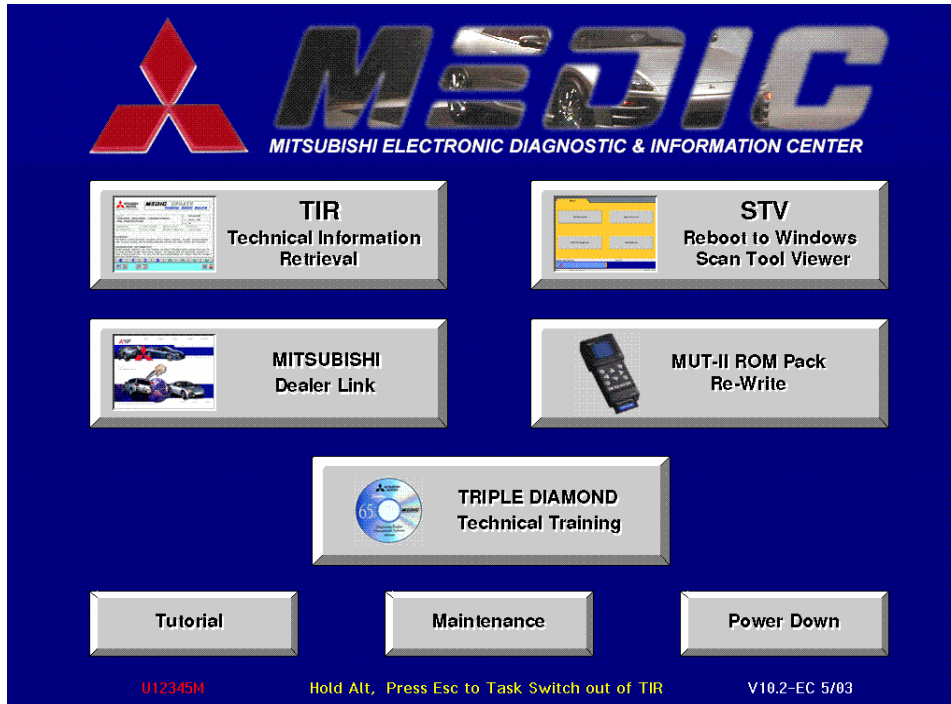 MEDIC
MITSUBISHI ELECTRONIC DIAGNOSTIC & INFORMATION CENTER
TIR
Technical Information
Retrieval
STV
Reboot to Windows
Scan Tool Viewer
MITSUBISHI
Dealer Link
MUT-II ROM Pack
Re-Write
65
MEDIC
TRIPLE DIAMOND
Technical Training
Tutorial
Maintenance
Power Down
U12345M
Hold Alt, Press Esc to Task Switch out of TIR
V10.2-EC 5/03